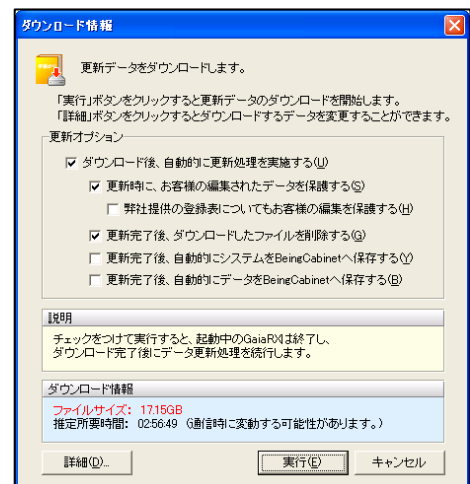 ダウンロード情報
更新データをダウンロードします。
「実行」ボタンをクリックすると更新データのダウンロードを開始します。
「詳細」ボタンをクリックするとダウンロードするデータを変更することができます。
更新オプション
ダウンロード後、自動的に更新処理を実施する(U)
更新時に、お客様の編集されたデータを保護する(S)
弊社提供の登録表についてもお客様の編集を保護する(H)
更新完了後、ダウンロードしたファイルを削除する(G)
更新完了後、自動的にシステムをBeingCabinetへ保存する(Y)
更新完了後、自動的にデータをBeingCabinetへ保存する(B)
説明
チェックをつけて実行すると、起動中のGaiaRXは終了し、
ダウンロード完了後にデータ更新処理を続行します。
ダウンロード情報
ファイルサイズ: 17.15GB
推定所要時間: 02:56:49 (通信時に変動する可能性があります。)
詳細(D)... 実行(E) キャンセル